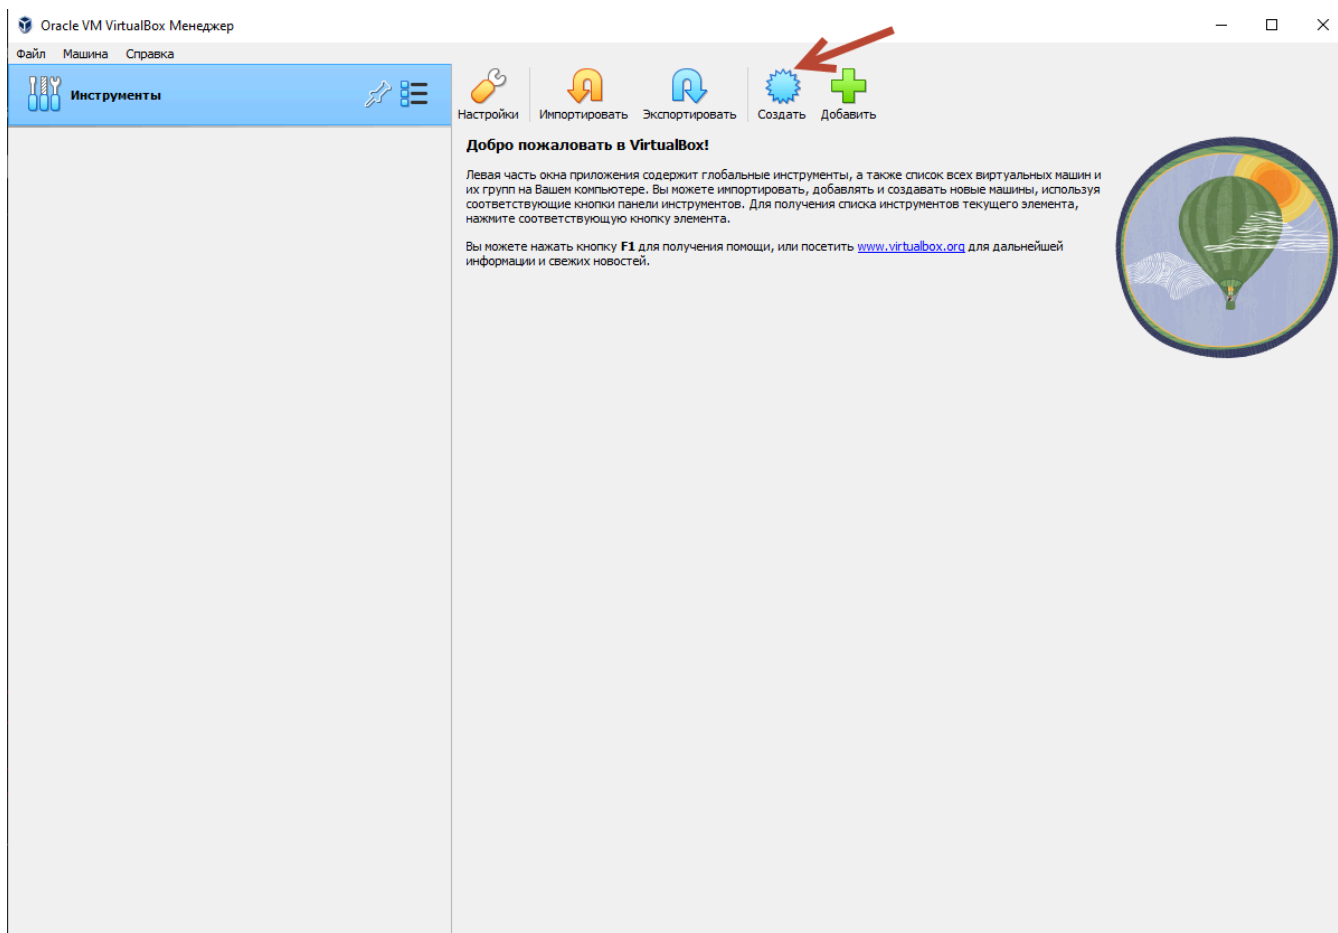 Oracle VM VirtualBox Менеджер
Файл Машина Справка
Инструменты
Настройки Импортировать Экспортировать Создать Добавить
Добро пожаловать в VirtualBox!
Левая часть окна приложения содержит глобальные инструменты, а также список всех виртуальных машин и
их групп на Вашем компьютере. Вы можете импортировать, добавлять и создавать новые машины, используя
соответствующие кнопки панели инструментов. Для получения списка инструментов текущего элемента,
нажмите соответствующую кнопку элемента.
Вы можете нажать кнопку F1 для получения помощи, или посетить www.virtualbox.org для дальнейшей
информации и свежих новостей.